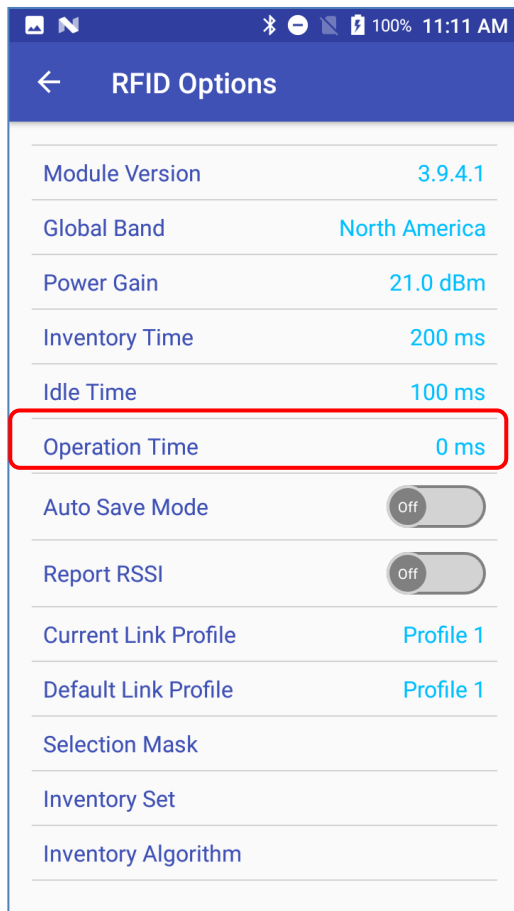 100% 11:11 AM
RFID Options
Module Version 3.9.4.1
Global Band North America
Power Gain 21.0 dBm
Inventory Time 200 ms
Idle Time 100 ms
Operation Time 0 ms
Auto Save Mode Off
Report RSSI Off
Current Link Profile Profile 1
Default Link Profile Profile 1
Selection Mask
Inventory Set
Inventory Algorithm